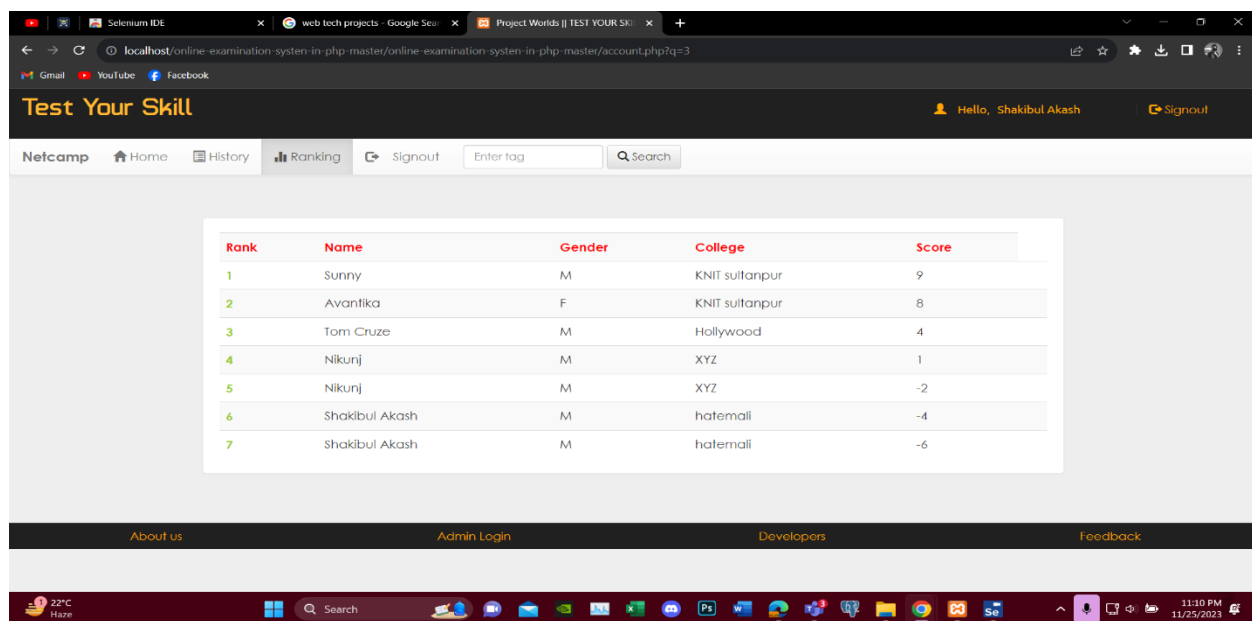 Selenium IDE
web tech projects - Google Sear
Project Worlds || TEST YOUR SKI
localhost/online-examination-systen-in-php-master/online-examination-systen-in-php-master/account.php?q=3
Gmail YouTube Facebook
Test Your Skill Hello, Shakibul Akash Signout
Netcamp Home History Ranking Signout Enter tag Search
Rank Name Gender College Score
1 Sunny M KNIT sultanpur 9
2 Avantika F KNIT sultanpur 8
3 Tom Cruze M Hollywood 4
4 Nikunj M XYZ 1
5 Nikunj M XYZ -2
6 Shakibul Akash M hatemali -4
7 Shakibul Akash M hatemali -6
About us Admin Login Developers Feedback
22°C
Haze
Search
11:10 PM
11/25/2023